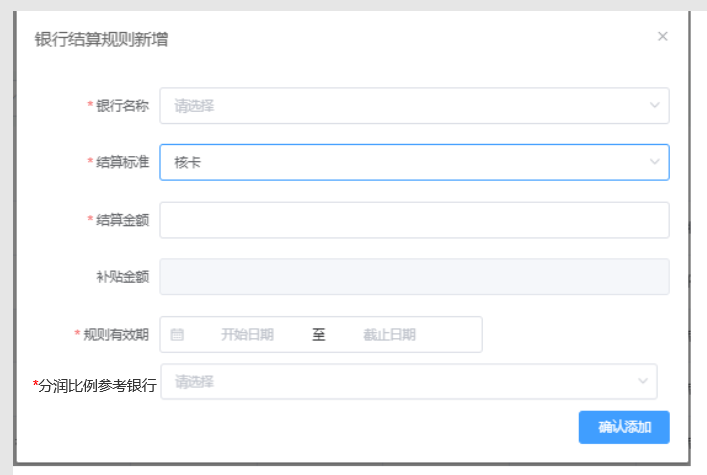 银行结算规则新增 ×
* 银行名称 请选择
* 结算标准 核卡
* 结算金额
补贴金额
* 规则有效期 开始日期 至 截止日期
*分润比例参考银行 请选择
确认添加